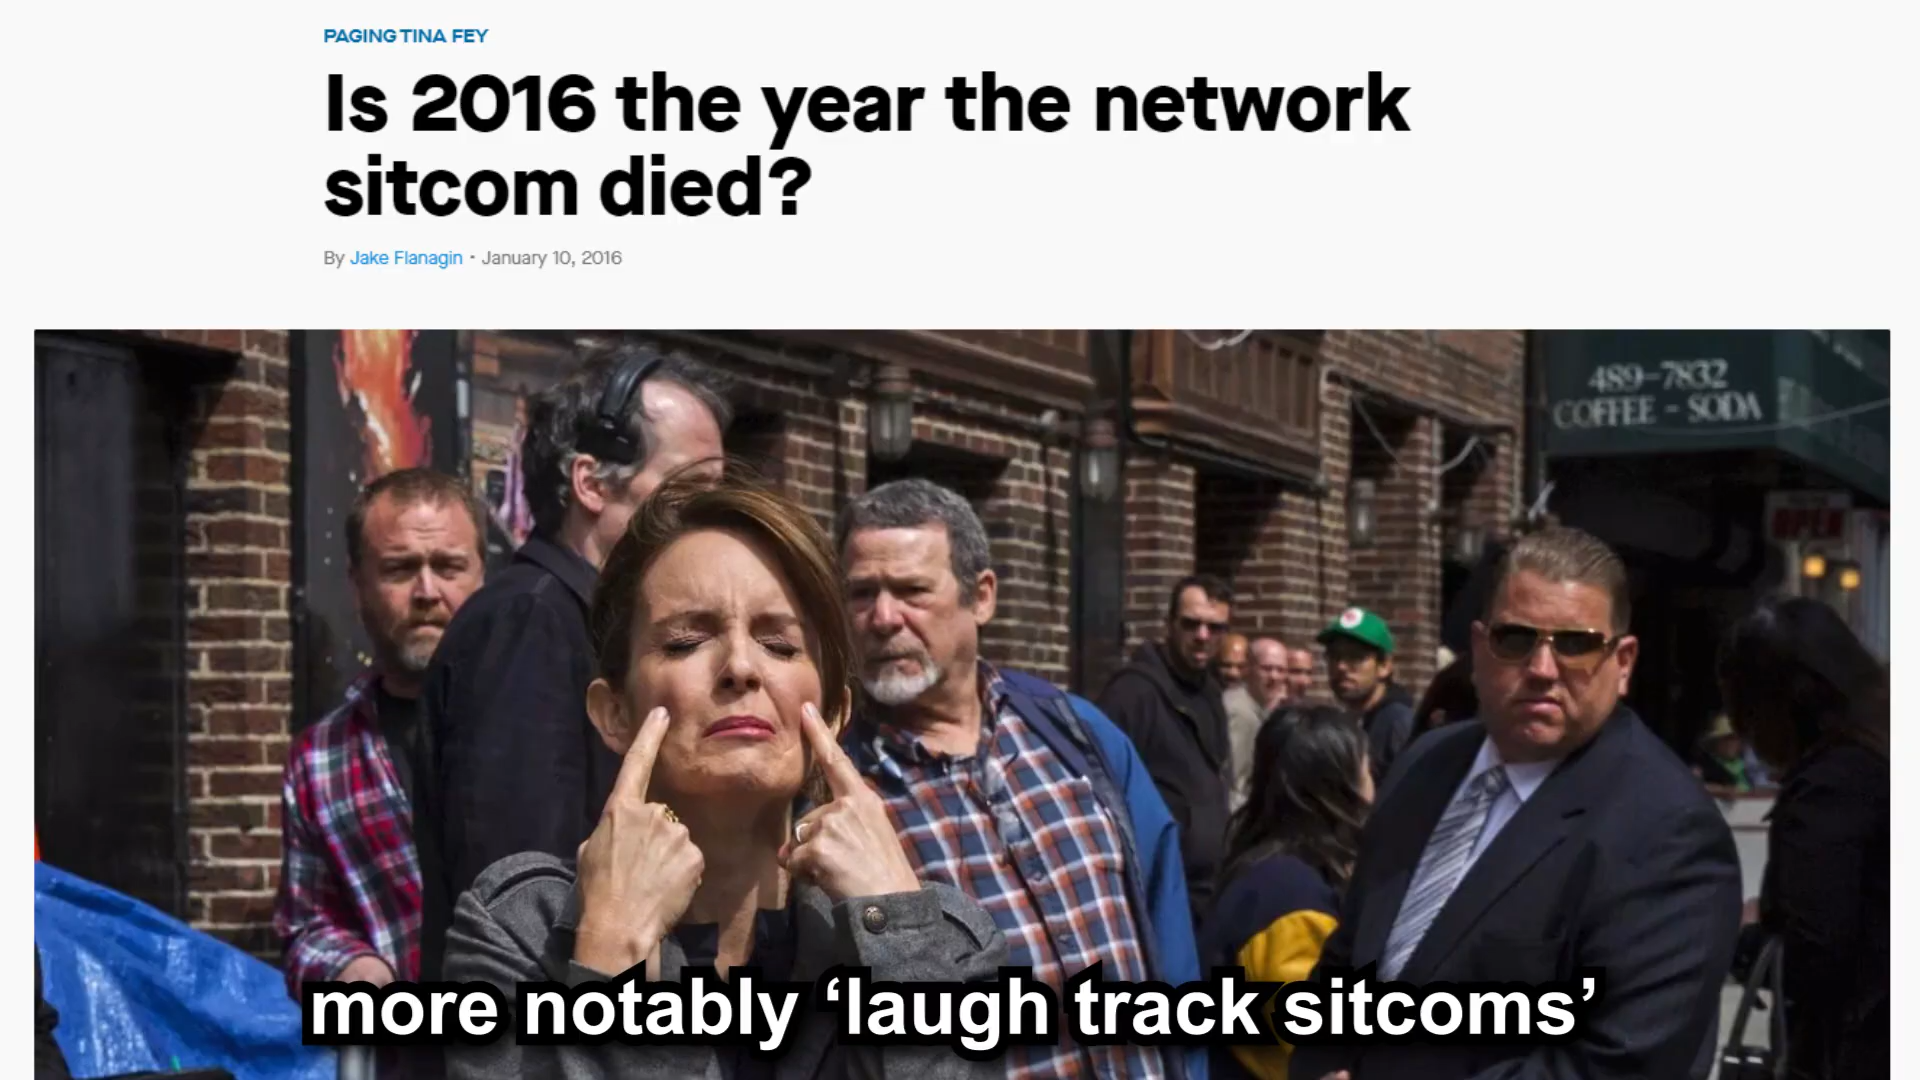 PAGING TINA FEY
Is 2016 the year the network
sitcom died?
By Jake Flanagin · January 10, 2016
489-7832
COFFEE - SODA
OPEN
more notably ‘laugh track sitcoms’